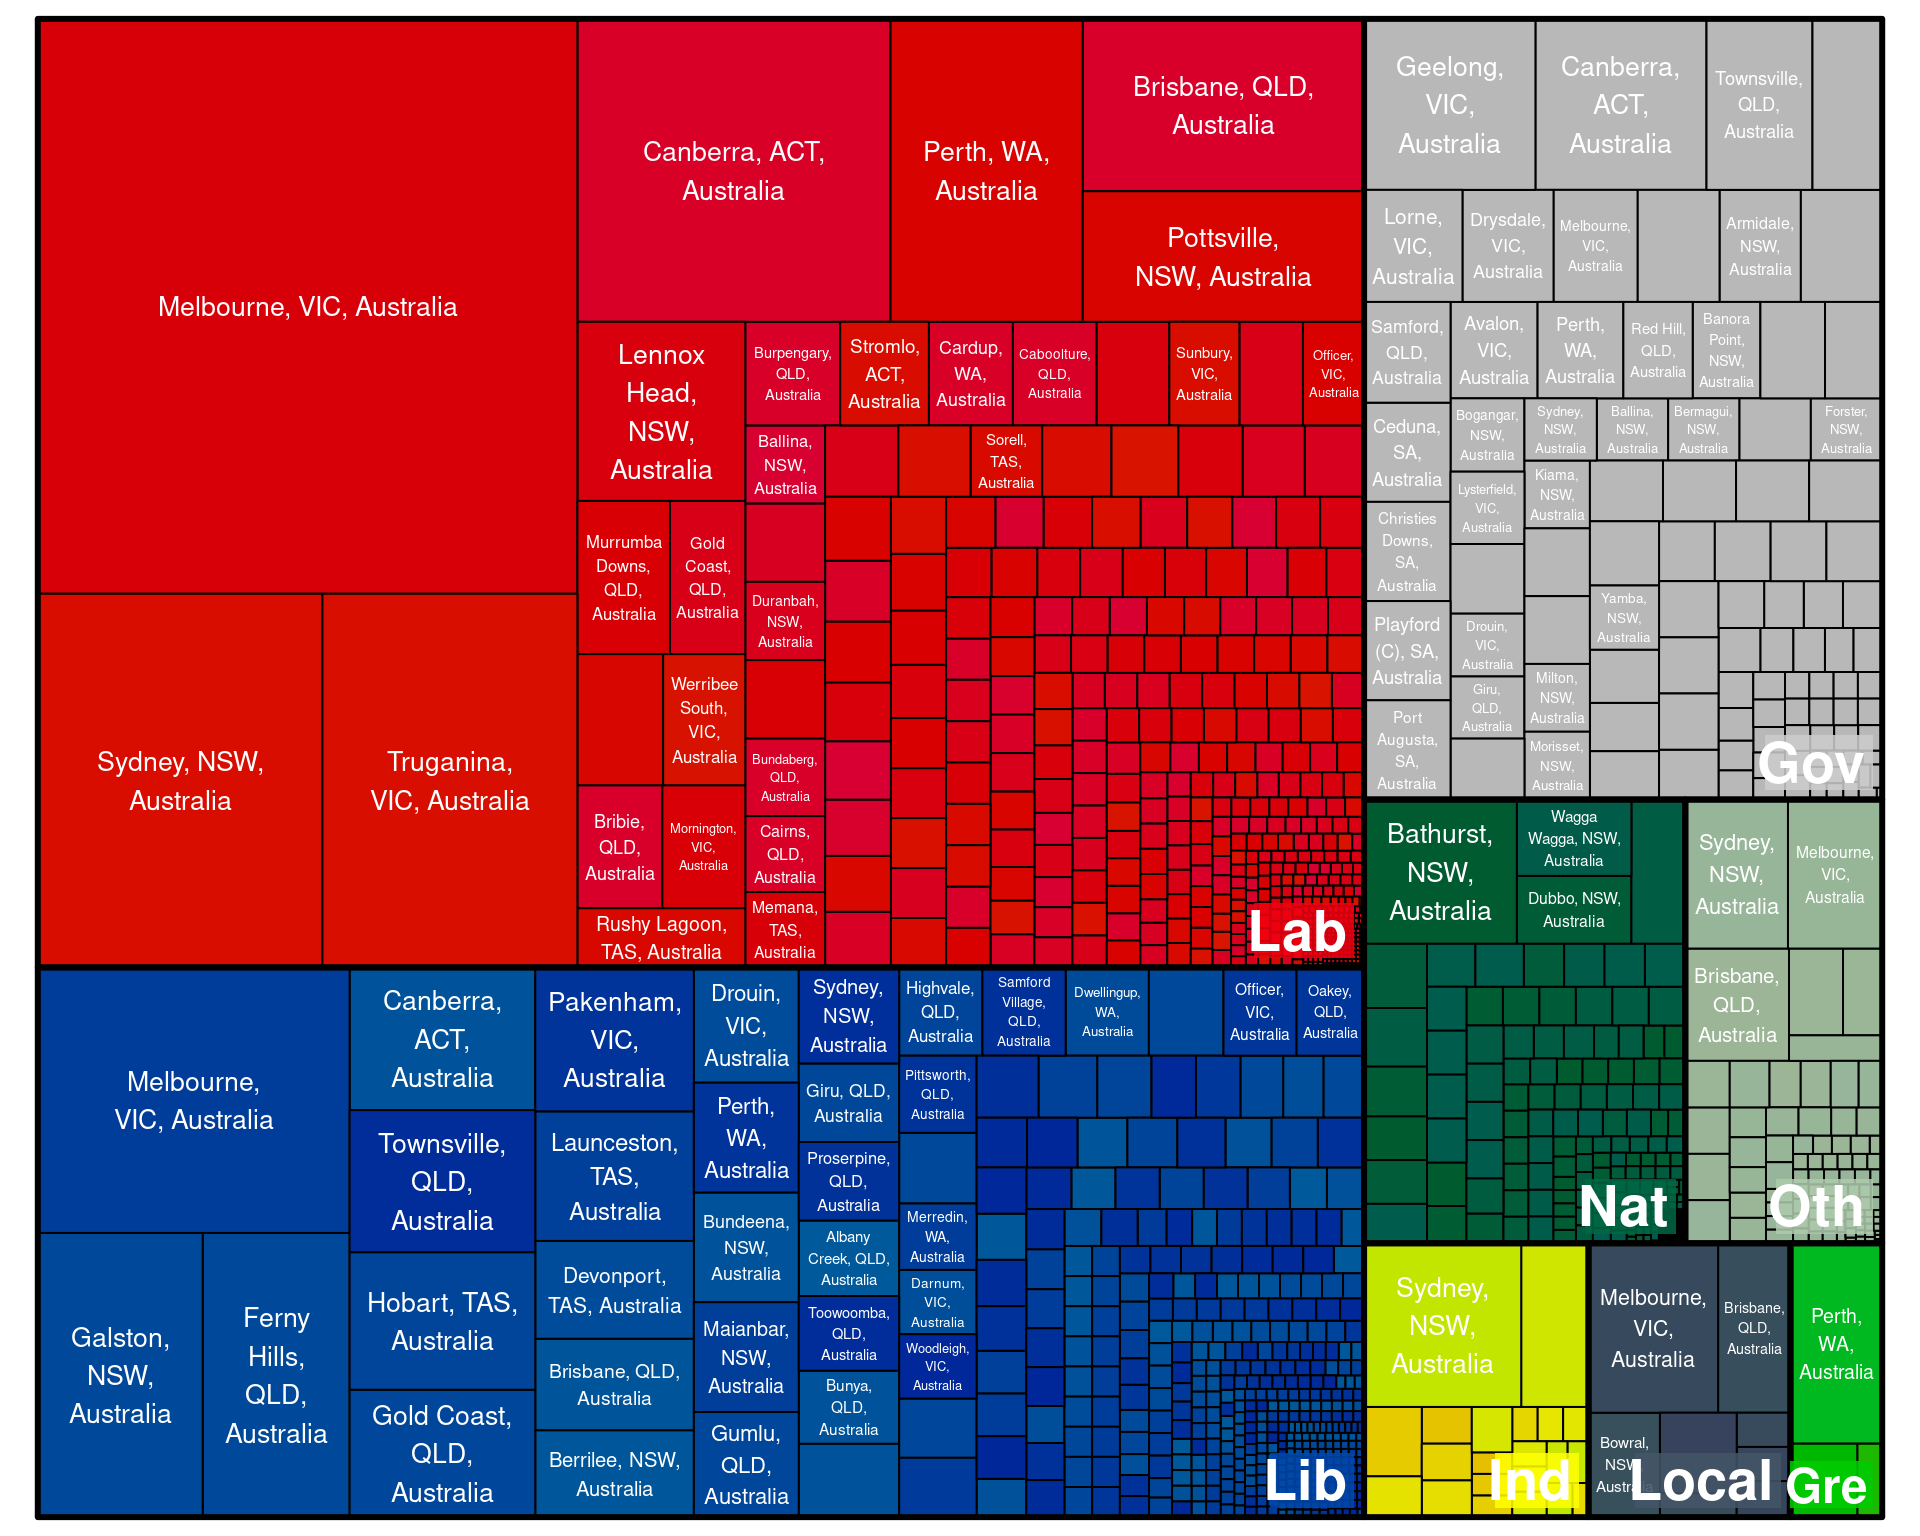 Melbourne, VIC, Australia
Sydney, NSW,
Australia
Truganina,
VIC, Australia
Canberra, ACT,
Australia
Perth, WA,
Australia
Brisbane, QLD,
Australia
Pottsville,
NSW, Australia
Lennox
Head,
NSW,
Australia
Burpengary,
QLD,
Australia
Stromlo,
ACT,
Australia
Cardup,
WA,
Australia
Caboolture,
QLD,
Australia
Sunbury,
VIC,
Australia
Officer,
VIC,
Australia
Ballina,
NSW,
Australia
Sorell,
TAS,
Australia
Murrumba
Downs,
QLD,
Australia
Gold
Coast,
QLD,
Australia
Duranbah,
NSW,
Australia
Werribee
South,
VIC,
Australia
Bundaberg,
QLD,
Australia
Bribie,
QLD,
Australia
Mornington,
VIC,
Australia
Cairns,
QLD,
Australia
Rushy Lagoon,
TAS, Australia
Memana,
TAS,
Australia
Lab
Geelong,
VIC,
Australia
Canberra,
ACT,
Australia
Townsville,
QLD,
Australia
Lorne,
VIC,
Australia
Drysdale,
VIC,
Australia
Melbourne,
VIC,
Australia
Armidale,
NSW,
Australia
Samford,
QLD,
Australia
Avalon,
VIC,
Australia
Perth,
WA,
Australia
Red Hill,
QLD,
Australia
Banora
Point,
NSW,
Australia
Ceduna,
SA,
Australia
Bogangar,
NSW,
Australia
Sydney,
NSW,
Australia
Ballina,
NSW,
Australia
Bermagui,
NSW,
Australia
Forster,
NSW,
Australia
Christies
Downs,
SA,
Australia
Lysterfield,
VIC,
Australia
Kiama,
NSW,
Australia
Playford
(C), SA,
Australia
Drouin,
VIC,
Australia
Yamba,
NSW,
Australia
Giru,
QLD,
Australia
Milton,
NSW,
Australia
Port
Augusta,
SA,
Australia
Morisset,
NSW,
Australia
Gov
Melbourne,
VIC, Australia
Galston,
NSW,
Australia
Ferny
Hills,
QLD,
Australia
Canberra,
ACT,
Australia
Townsville,
QLD,
Australia
Hobart, TAS,
Australia
Gold Coast,
QLD,
Australia
Pakenham,
VIC,
Australia
Launceston,
TAS,
Australia
Devonport,
TAS, Australia
Brisbane, QLD,
Australia
Berrilee, NSW,
Australia
Drouin,
VIC,
Australia
Perth,
WA,
Australia
Bundeena,
NSW,
Australia
Maianbar,
NSW,
Australia
Gumlu,
QLD,
Australia
Sydney,
NSW,
Australia
Giru, QLD,
Australia
Proserpine,
QLD,
Australia
Albany
Creek, QLD,
Australia
Toowoomba,
QLD,
Australia
Bunya,
QLD,
Australia
Highvale,
QLD,
Australia
Samford
Village,
QLD,
Australia
Dwellingup,
WA,
Australia
Officer,
VIC,
Australia
Oakey,
QLD,
Australia
Pittsworth,
QLD,
Australia
Merredin,
WA,
Australia
Darnum,
VIC,
Australia
Woodleigh,
VIC,
Australia
Lib
Bathurst,
NSW,
Australia
Wagga
Wagga, NSW,
Australia
Dubbo, NSW,
Australia
Nat
Sydney,
NSW,
Australia
Melbourne,
VIC,
Australia
Brisbane,
QLD,
Australia
Oth
Sydney,
NSW,
Australia
Ind
Melbourne,
VIC,
Australia
Brisbane,
QLD,
Australia
Bowral,
NSW,
Australia
Local
Perth,
WA,
Australia
Gre